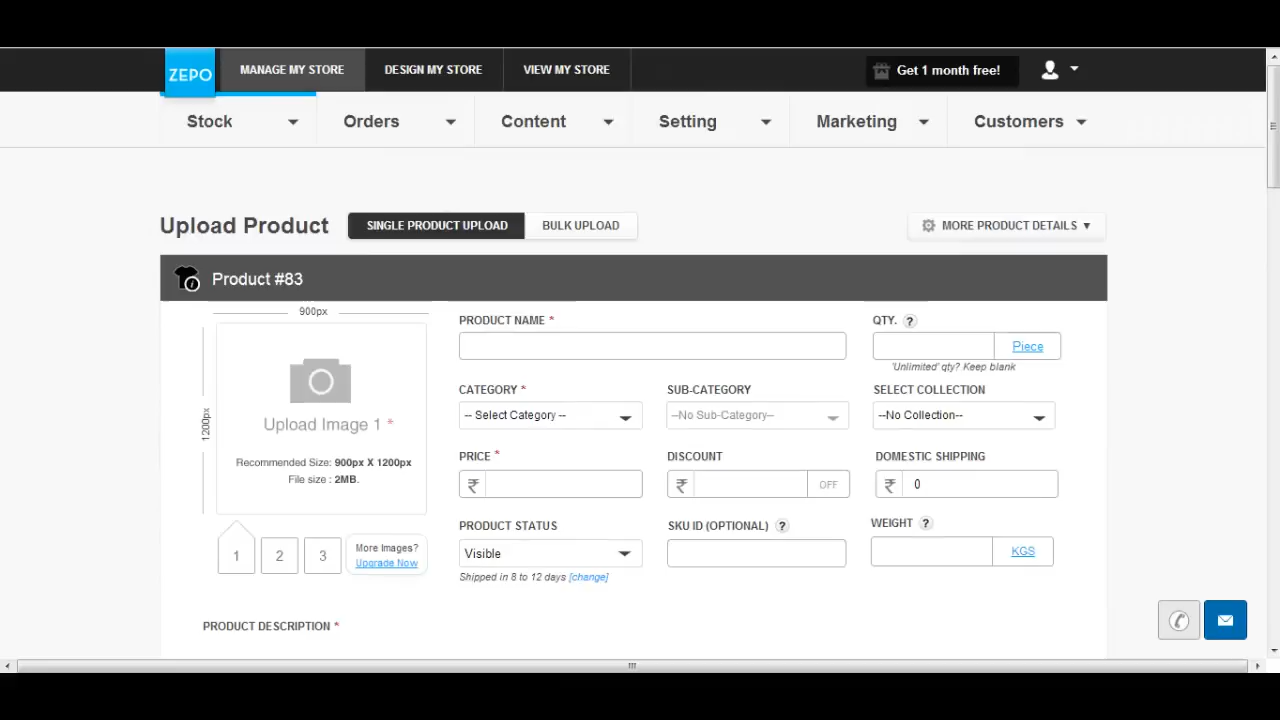 ZEPO MANAGE MY STORE DESIGN MY STORE VIEW MY STORE Get 1 month free!
Stock Orders Content Setting Marketing Customers
Upload Product SINGLE PRODUCT UPLOAD BULK UPLOAD MORE PRODUCT DETAILS ▼
Product #83
900px
1200px
Upload Image 1 *
Recommended Size: 900px X 1200px
File size : 2MB.
1 2 3 More Images?
Upgrade Now
PRODUCT NAME * QTY. ?
Piece
'Unlimited' qty? Keep blank
CATEGORY * SUB-CATEGORY SELECT COLLECTION
-- Select Category -- --No Sub-Category-- --No Collection--
PRICE * DISCOUNT DOMESTIC SHIPPING
₹ ₹ OFF ₹ 0
PRODUCT STATUS SKU ID (OPTIONAL) ? WEIGHT ?
Visible KGS
Shipped in 8 to 12 days [change]
PRODUCT DESCRIPTION *